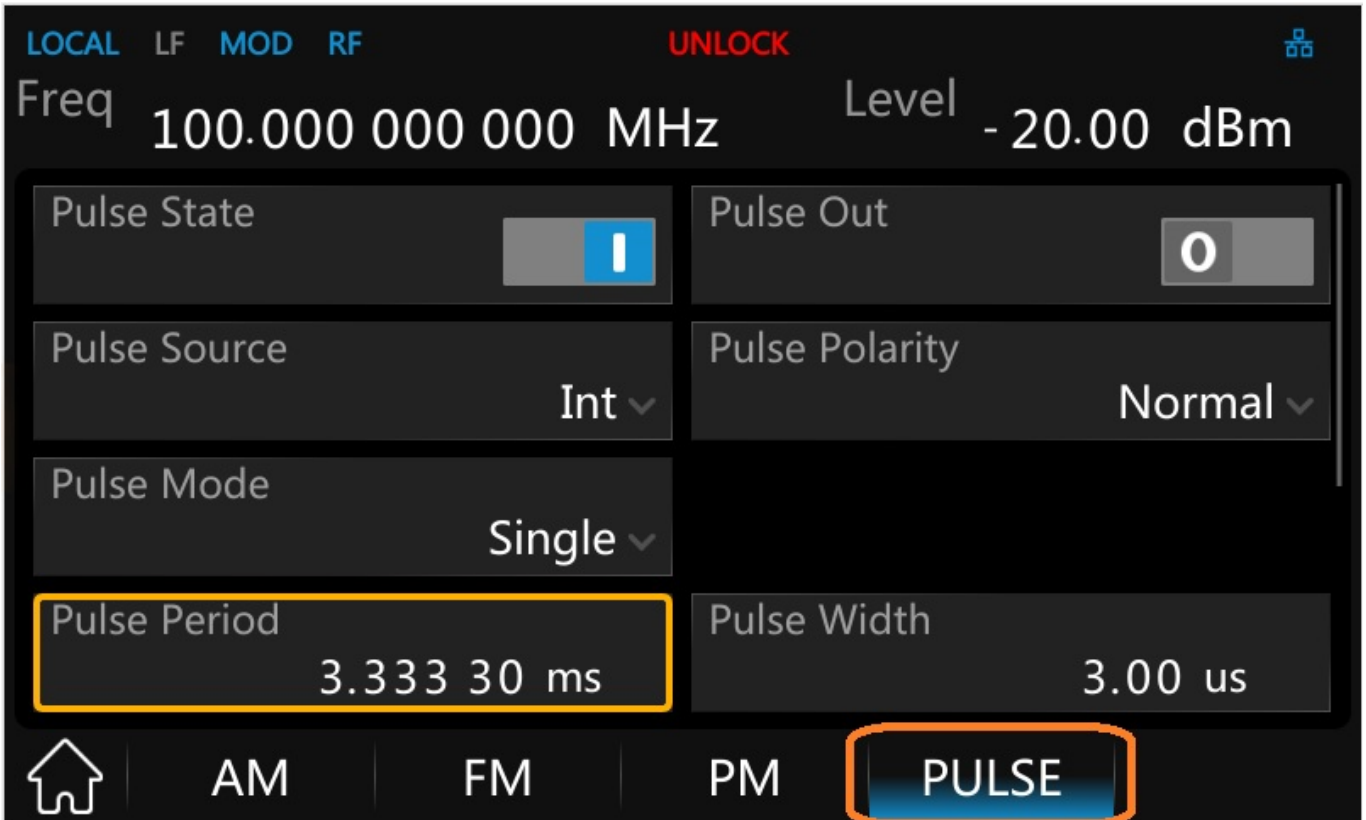 LOCAL LF MOD RF UNLOCK
Freq 100.000 000 000 MHz Level -20.00 dBm
Pulse State I Pulse Out O
Pulse Source Pulse Polarity
Int Normal
Pulse Mode
Single
Pulse Period Pulse Width
3.333 30 ms 3.00 us
AM FM PM PULSE